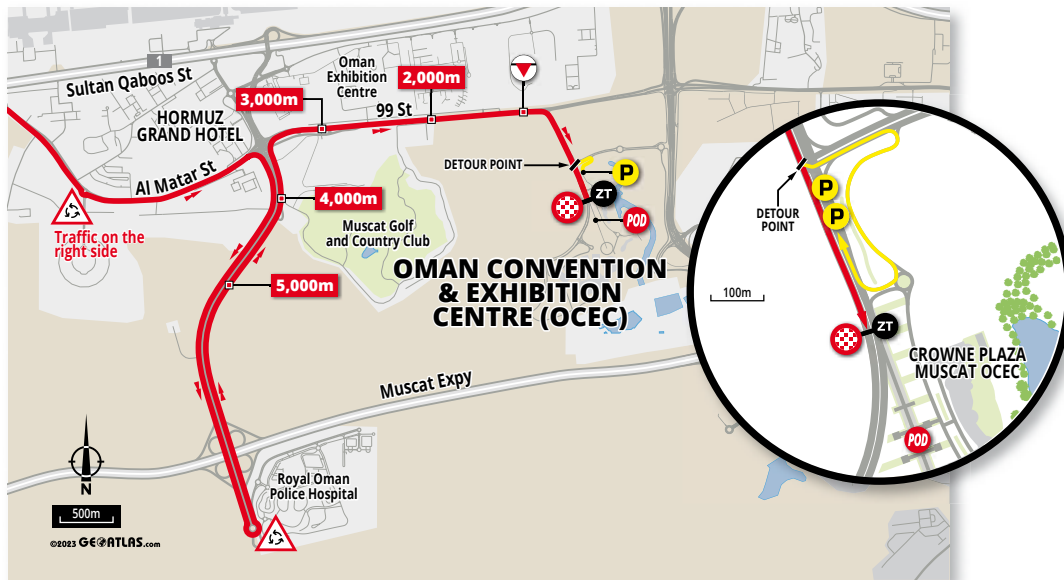 1
Sultan Qaboos St
Oman
Exhibition
Centre
2,000m
3,000m
99 St
HORMUZ
GRAND HOTEL
DETOUR POINT
P
Al Matar St
ZT
4,000m
POD
Traffic on the
right side
Muscat Golf
and Country Club
OMAN CONVENTION
& EXHIBITION
CENTRE (OCEC)
5,000m
Muscat Expy
Royal Oman
Police Hospital
N
500m
©2023 GEOATLAS.com
P
P
DETOUR
POINT
100m
ZT
CROWNE PLAZA
MUSCAT OCEC
POD